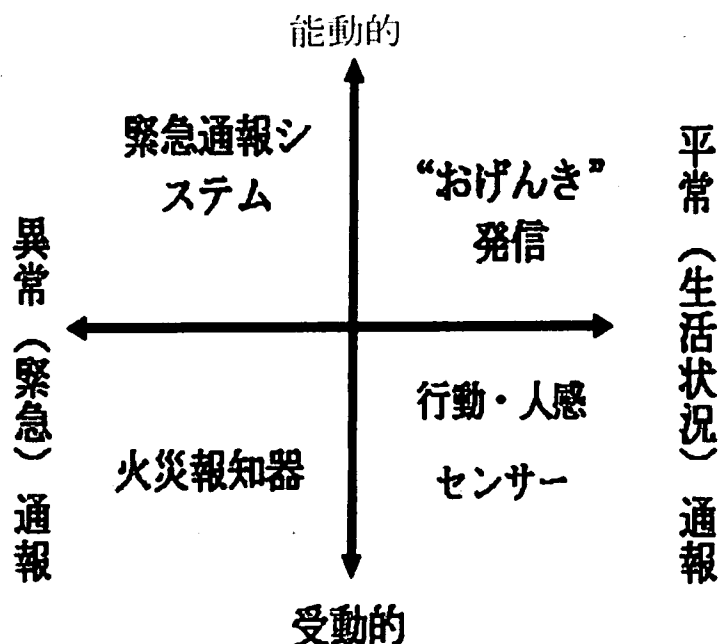 能動的
緊急通報シ
ステム
“おげんき”
発信
異常（緊急）通報
平常（生活状況）通報
行動・人感
センサー
火災報知器
受動的